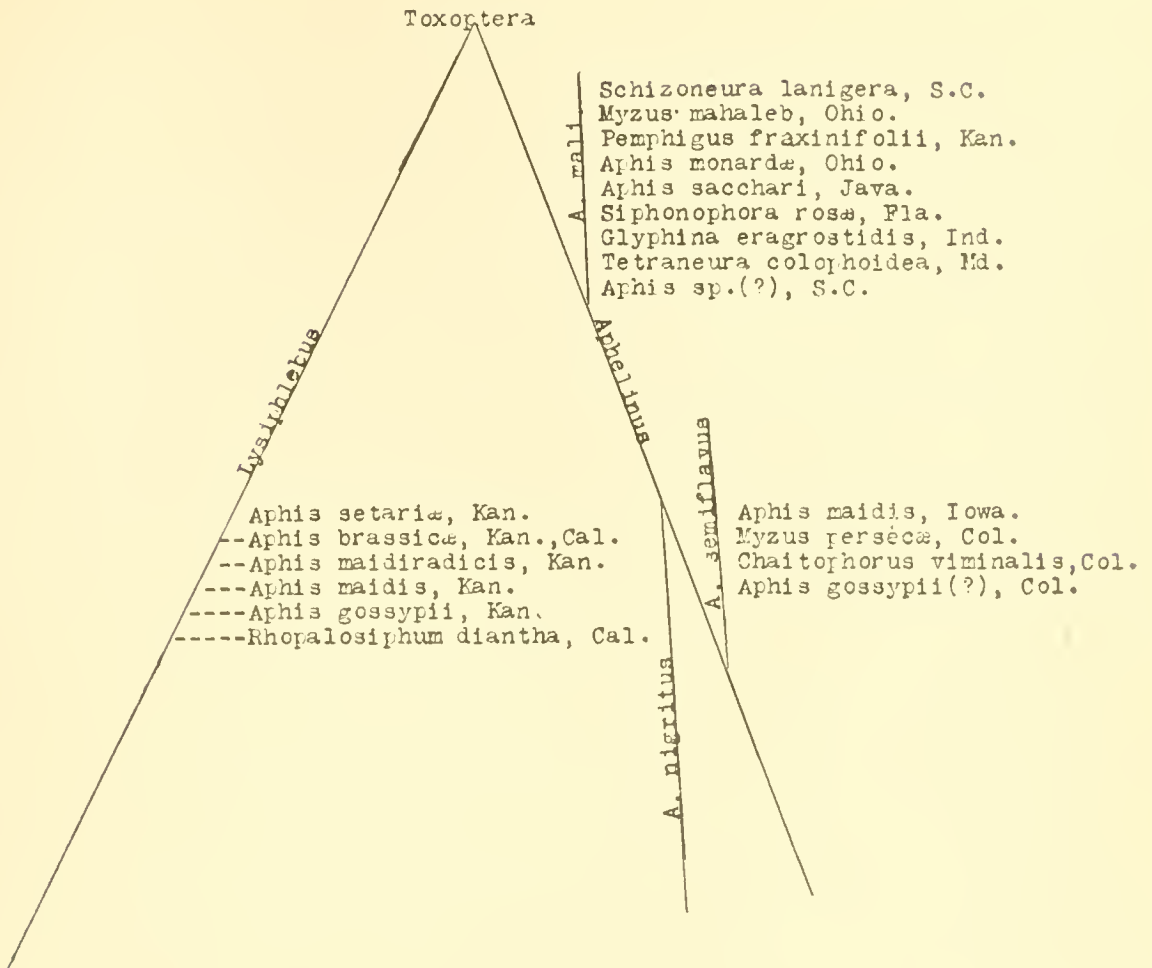 Toxoptera
A. mali
Schizoneura lanigera, S.C.
Myzus mahaleb, Ohio.
Pemphigus fraxinifolii, Kan.
Aphis monardæ, Ohio.
Aphis sacchari, Java.
Siphonophora rosæ, Fla.
Glyphina eragrostidis, Ind.
Tetraneura colophoidea, Md.
Aphis sp.(?), S.C.
Lysiphlebus
Aphelinus
Aphis setariæ, Kan.
--Aphis brassicæ, Kan.,Cal.
--Aphis maidiradicis, Kan.
---Aphis maidis, Kan.
----Aphis gossypii, Kan.
-----Rhopalosiphum diantha, Cal.
A. semiflavus
Aphis maidis, Iowa.
Myzus persècæ, Col.
Chaitophorus viminalis,Col.
Aphis gossypii(?), Col.
A. nigritus